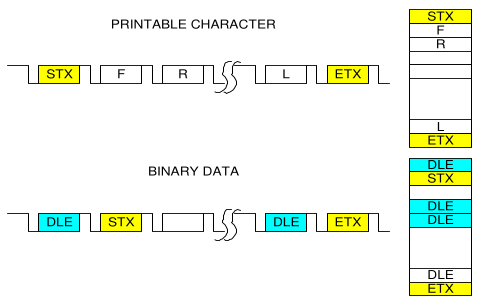 PRINTABLE CHARACTER
STX F R L ETX
STX
F
R
L
ETX
BINARY DATA
DLE STX DLE ETX
DLE
STX
DLE
DLE
DLE
ETX